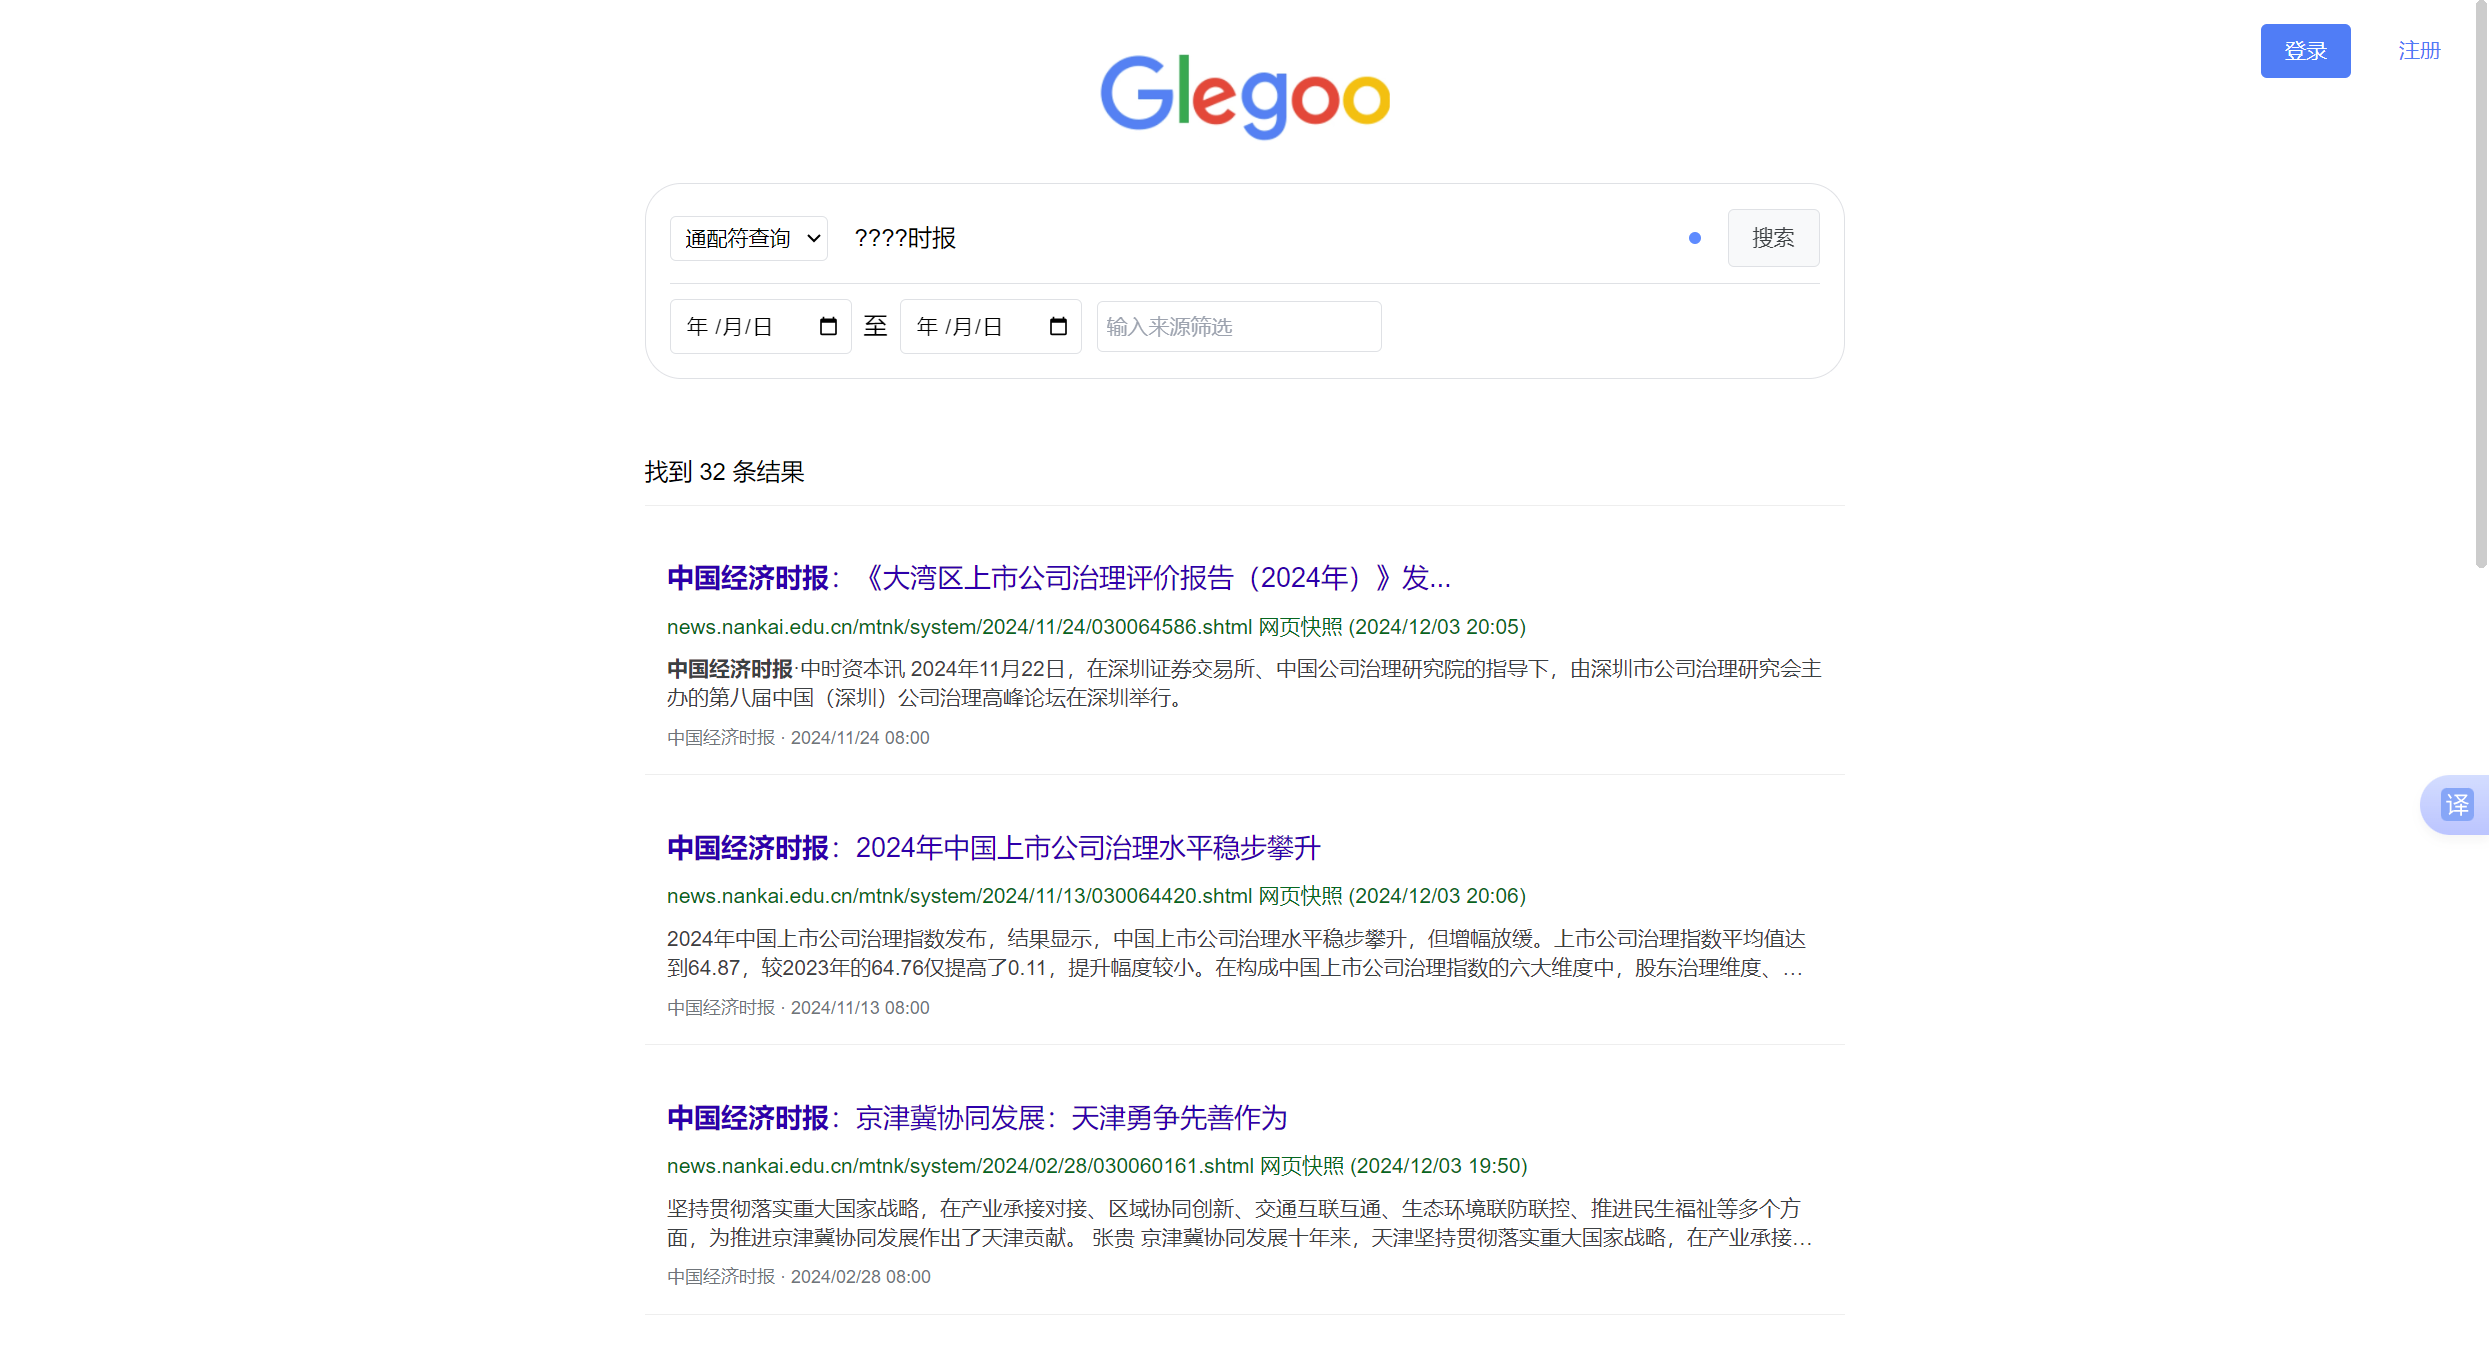 登录
注册
Glegoo
通配符查询
????时报
搜索
年 /月/日
至
年 /月/日
输入来源筛选
找到 32 条结果
中国经济时报：《大湾区上市公司治理评价报告（2024年）》发...
news.nankai.edu.cn/mtnk/system/2024/11/24/030064586.shtml 网页快照 (2024/12/03 20:05)
中国经济时报·中时资本讯 2024年11月22日，在深圳证券交易所、中国公司治理研究院的指导下，由深圳市公司治理研究会主
办的第八届中国（深圳）公司治理高峰论坛在深圳举行。
中国经济时报 · 2024/11/24 08:00
中国经济时报：2024年中国上市公司治理水平稳步攀升
news.nankai.edu.cn/mtnk/system/2024/11/13/030064420.shtml 网页快照 (2024/12/03 20:06)
2024年中国上市公司治理指数发布，结果显示，中国上市公司治理水平稳步攀升，但增幅放缓。上市公司治理指数平均值达
到64.87，较2023年的64.76仅提高了0.11，提升幅度较小。在构成中国上市公司治理指数的六大维度中，股东治理维度、...
中国经济时报 · 2024/11/13 08:00
译
中国经济时报：京津冀协同发展：天津勇争先善作为
news.nankai.edu.cn/mtnk/system/2024/02/28/030060161.shtml 网页快照 (2024/12/03 19:50)
坚持贯彻落实重大国家战略，在产业承接对接、区域协同创新、交通互联互通、生态环境联防联控、推进民生福祉等多个方
面，为推进京津冀协同发展作出了天津贡献。 张贵 京津冀协同发展十年来，天津坚持贯彻落实重大国家战略，在产业承接...
中国经济时报 · 2024/02/28 08:00